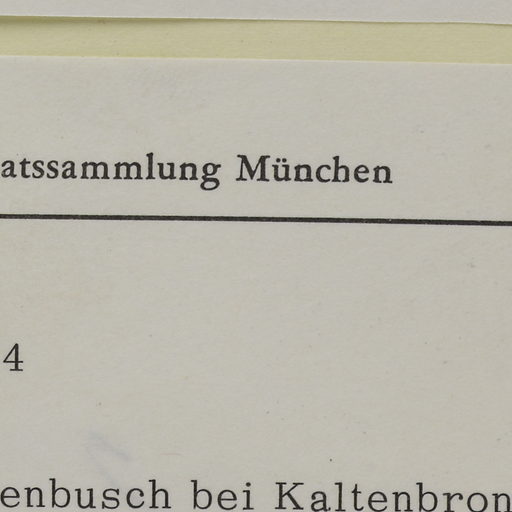 atssammlung München
4
enbusch bei Kaltenbron